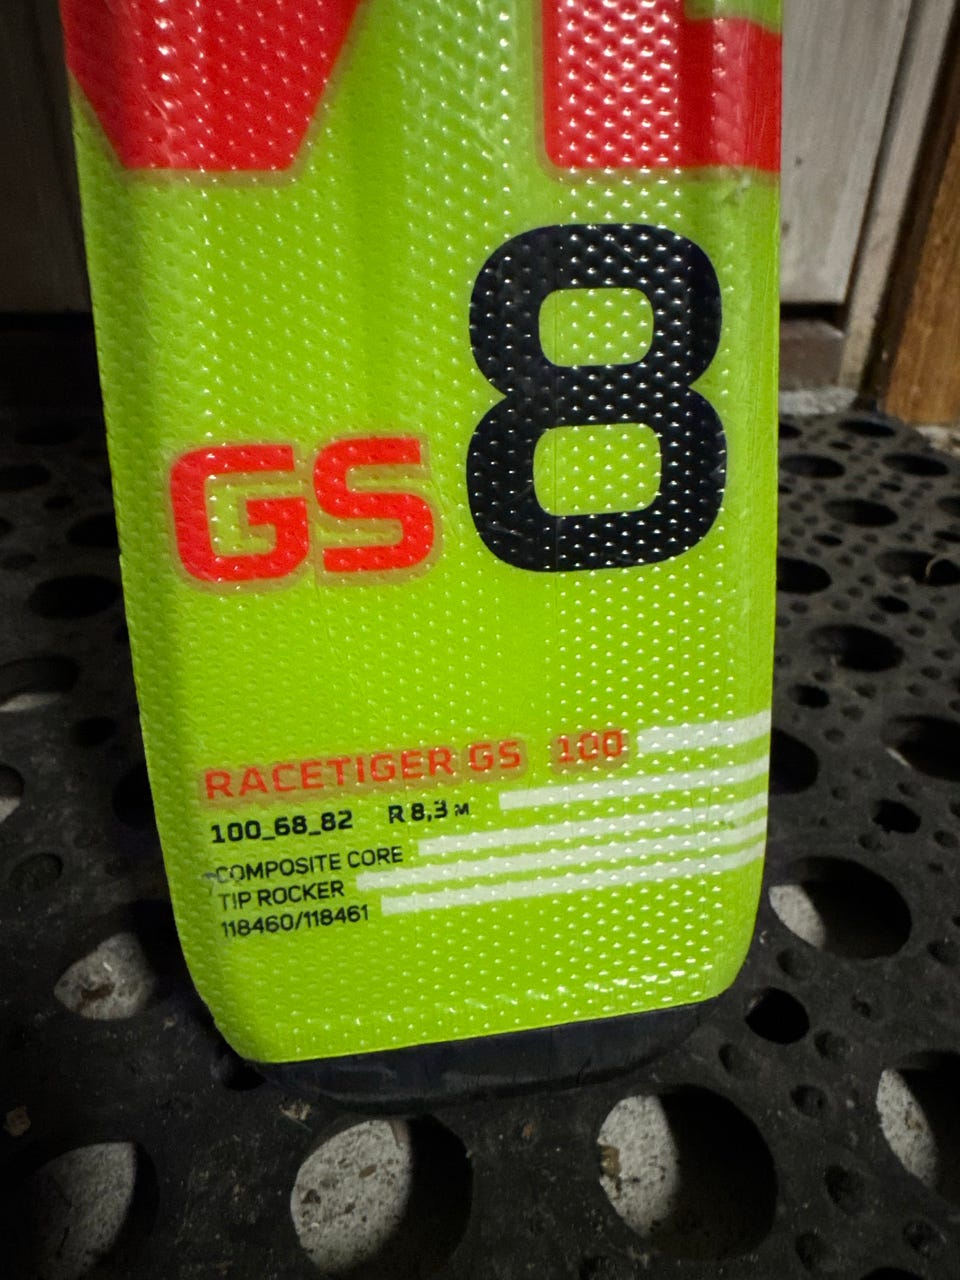 GS 8
RACETIGER GS 100
100_68_82 R 8,3 M
COMPOSITE CORE
TIP ROCKER
118460/118461